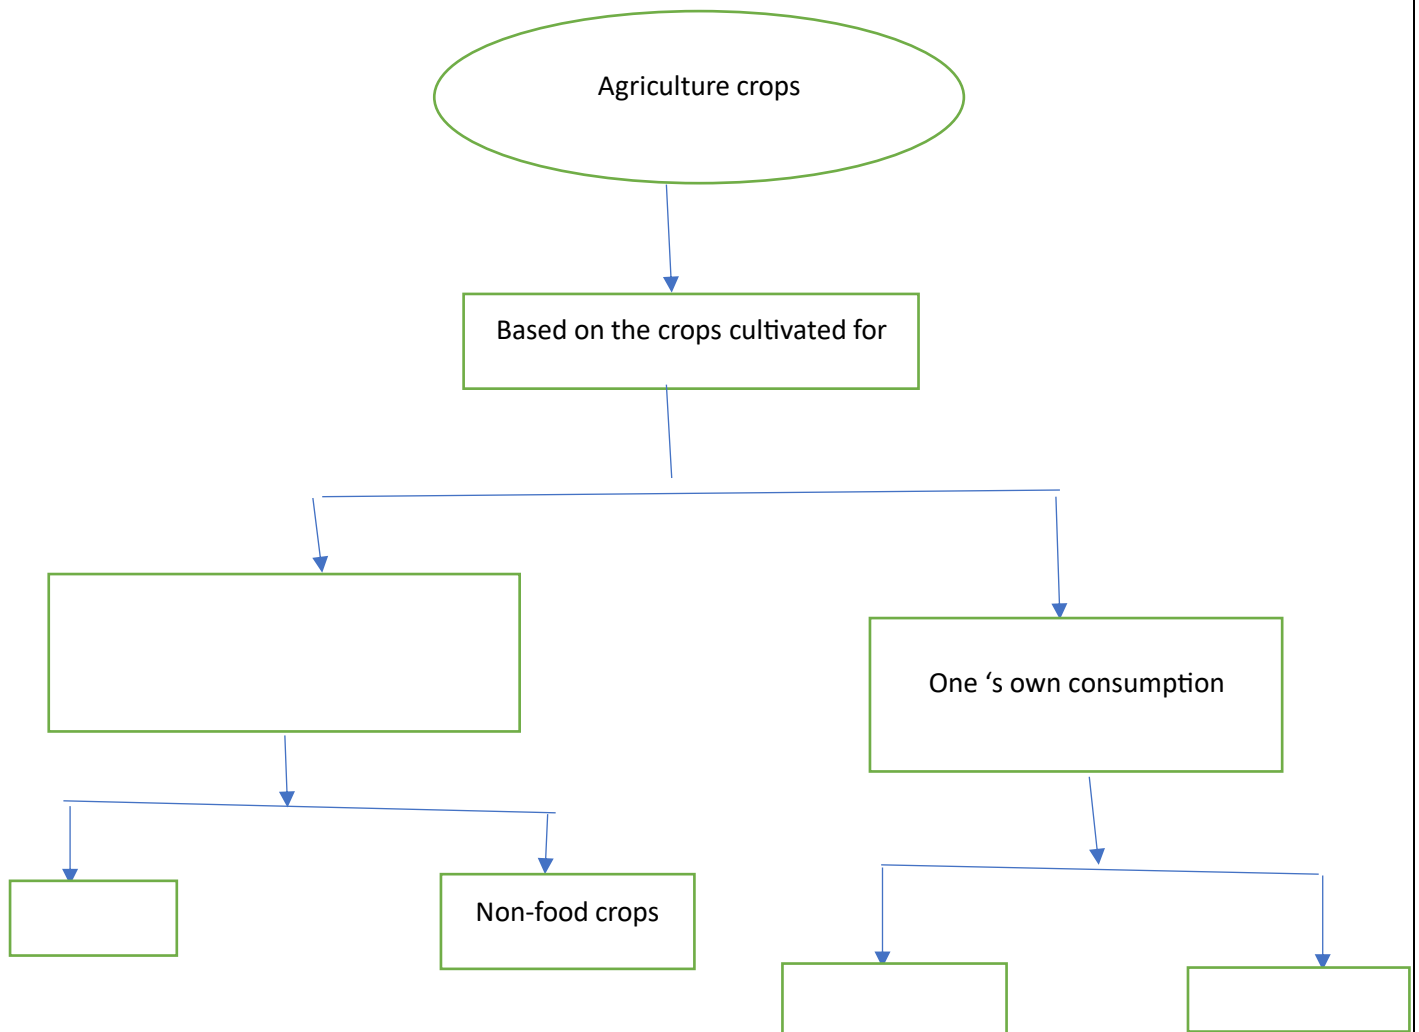 Agriculture crops
Based on the crops cultivated for
One ‘s own consumption
Non-food crops